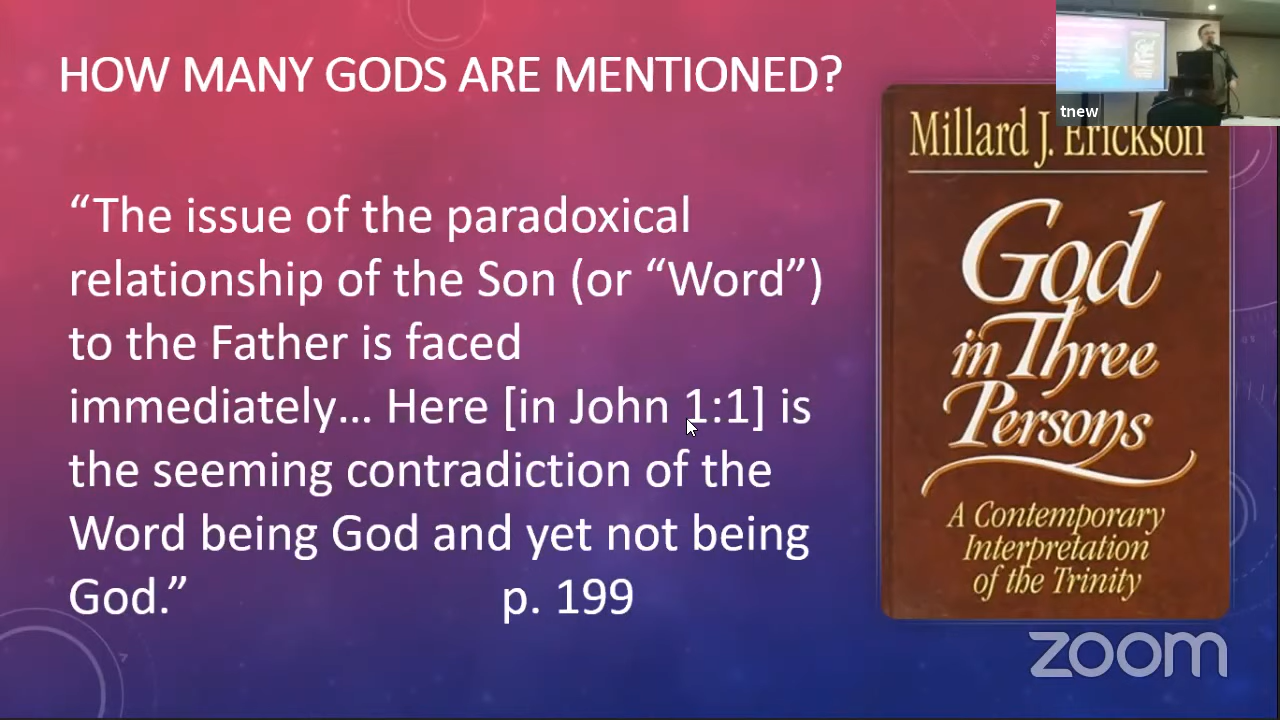 HOW MANY GODS ARE MENTIONED?
“The issue of the paradoxical
relationship of the Son (or “Word”)
to the Father is faced
immediately… Here [in John 1:1] is
the seeming contradiction of the
Word being God and yet not being
God.” p. 199
Millard J. Erickson
God
in Three
Persons
A Contemporary
Interpretation
of the Trinity
tnew
zoom